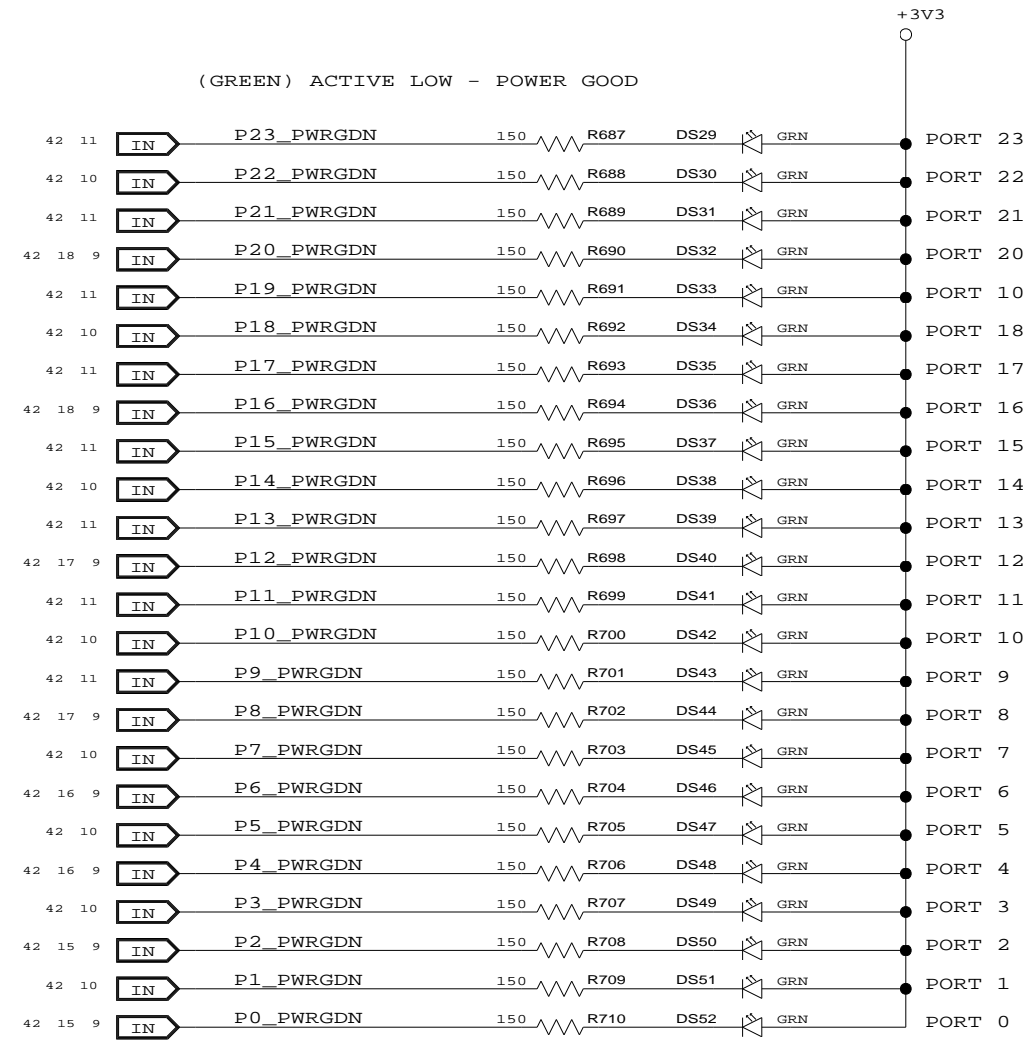 +3V3
(GREEN) ACTIVE LOW - POWER GOOD
42 11 IN P23_PWRGDN 150 R687 DS29 GRN PORT 23
42 10 IN P22_PWRGDN 150 R688 DS30 GRN PORT 22
42 11 IN P21_PWRGDN 150 R689 DS31 GRN PORT 21
42 18 9 IN P20_PWRGDN 150 R690 DS32 GRN PORT 20
42 11 IN P19_PWRGDN 150 R691 DS33 GRN PORT 10
42 10 IN P18_PWRGDN 150 R692 DS34 GRN PORT 18
42 11 IN P17_PWRGDN 150 R693 DS35 GRN PORT 17
42 18 9 IN P16_PWRGDN 150 R694 DS36 GRN PORT 16
42 11 IN P15_PWRGDN 150 R695 DS37 GRN PORT 15
42 10 IN P14_PWRGDN 150 R696 DS38 GRN PORT 14
42 11 IN P13_PWRGDN 150 R697 DS39 GRN PORT 13
42 17 9 IN P12_PWRGDN 150 R698 DS40 GRN PORT 12
42 11 IN P11_PWRGDN 150 R699 DS41 GRN PORT 11
42 10 IN P10_PWRGDN 150 R700 DS42 GRN PORT 10
42 11 IN P9_PWRGDN 150 R701 DS43 GRN PORT 9
42 17 9 IN P8_PWRGDN 150 R702 DS44 GRN PORT 8
42 10 IN P7_PWRGDN 150 R703 DS45 GRN PORT 7
42 16 9 IN P6_PWRGDN 150 R704 DS46 GRN PORT 6
42 10 IN P5_PWRGDN 150 R705 DS47 GRN PORT 5
42 16 9 IN P4_PWRGDN 150 R706 DS48 GRN PORT 4
42 10 IN P3_PWRGDN 150 R707 DS49 GRN PORT 3
42 15 9 IN P2_PWRGDN 150 R708 DS50 GRN PORT 2
42 10 IN P1_PWRGDN 150 R709 DS51 GRN PORT 1
42 15 9 IN P0_PWRGDN 150 R710 DS52 GRN PORT 0